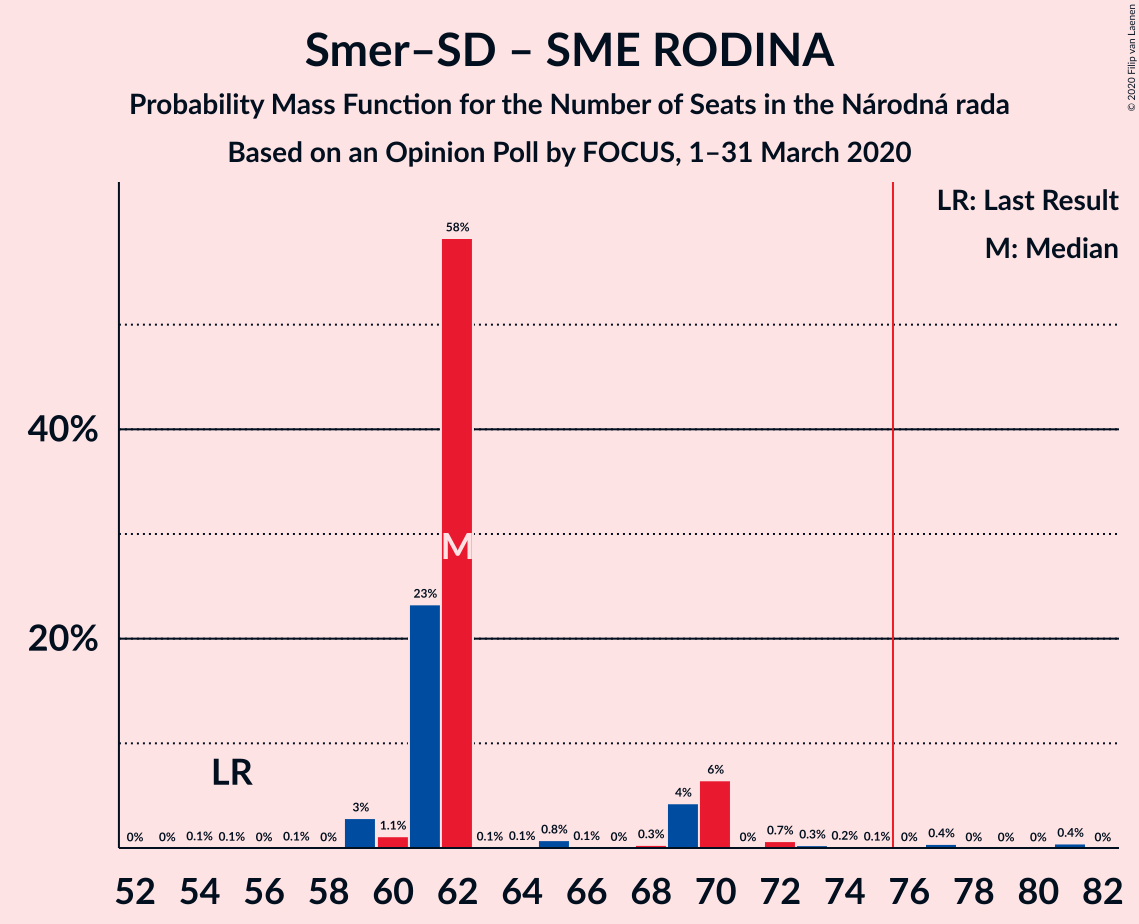 Smer–SD – SME RODINA
Probability Mass Function for the Number of Seats in the Národná rada
Based on an Opinion Poll by FOCUS, 1–31 March 2020
© 2020 Filip van Laenen
LR: Last Result
M: Median
40%
20%
LR
M
0% 0% 0.1% 0.1% 0% 0.1% 0% 3% 1.1% 23% 58% 0.1% 0.1% 0.8% 0.1% 0% 0.3% 4% 6% 0% 0.7% 0.3% 0.2% 0.1% 0% 0.4% 0% 0% 0% 0.4% 0%
52 54 56 58 60 62 64 66 68 70 72 74 76 78 80 82